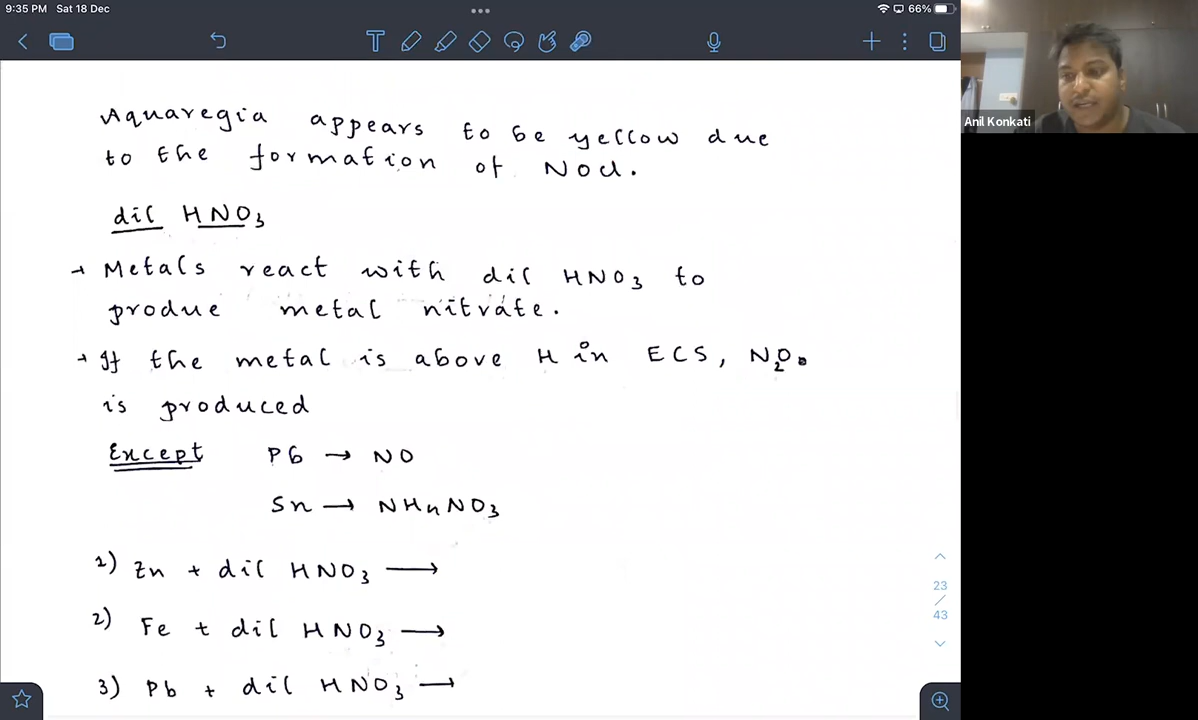 9:35 PM Sat 18 Dec
66%
Anil Konkati
Aquaregia appears to be yellow due
to the formation of NOCl.
dil HNO3
→ Metals react with dil HNO3 to
produe metal nitrate.
→ If the metal is above H in ECS, N2O
is produced
Except Pb → NO
Sn → NH4NO3
1) Zn + dil HNO3 →
2) Fe + dil HNO3 →
3) Pb + dil HNO3 →
23
/
43